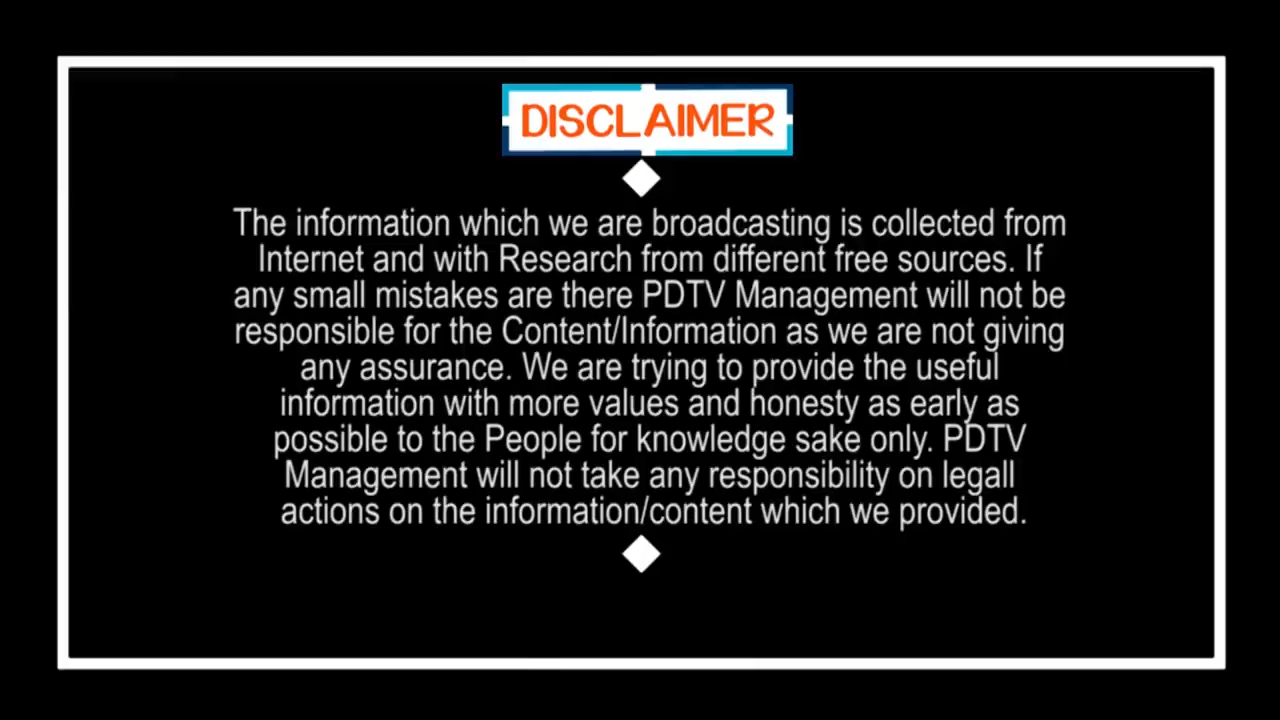 DISCLAIMER
The information which we are broadcasting is collected from
Internet and with Research from different free sources. If
any small mistakes are there PDTV Management will not be
responsible for the Content/Information as we are not giving
any assurance. We are trying to provide the useful
information with more values and honesty as early as
possible to the People for knowledge sake only. PDTV
Management will not take any responsibility on legall
actions on the information/content which we provided.